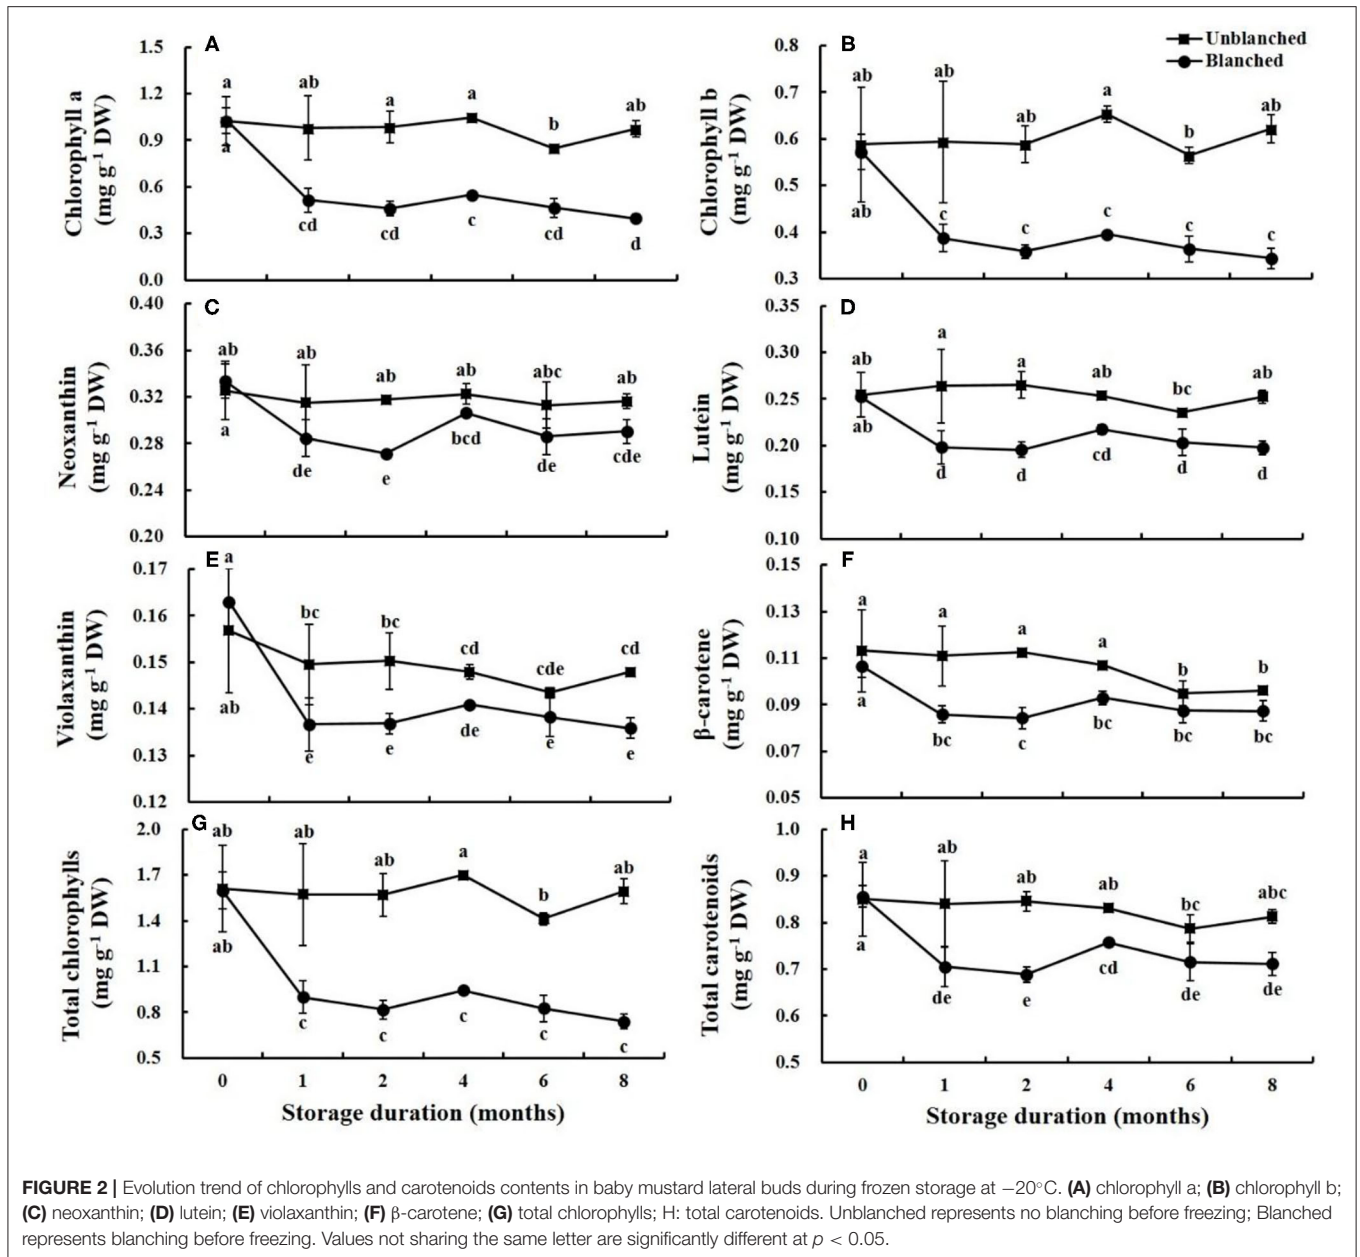 A
Chlorophyll a
(mg g-1 DW)
1.5
1.2
0.9
0.6
0.3
0.0
a ab a a b ab
a cd cd c cd d
B
Unblanched
Blanched
Chlorophyll b
(mg g-1 DW)
0.8
0.7
0.6
0.5
0.4
0.3
ab ab ab a b ab
ab c c c c c
C
Neoxanthin
(mg g-1 DW)
0.40
0.36
0.32
0.28
0.24
0.20
ab ab ab ab abc ab
a de e bcd de cde
D
Lutein
(mg g-1 DW)
0.35
0.30
0.25
0.20
0.15
0.10
ab a a ab bc ab
ab d d cd d d
E
Violaxanthin
(mg g-1 DW)
0.17
0.16
0.15
0.14
0.13
0.12
a bc bc cd cde cd
ab e e de e e
F
β-carotene
(mg g-1 DW)
0.15
0.13
0.11
0.09
0.07
0.05
a a a a b b
a bc c bc bc bc
G
Total chlorophylls
(mg g-1 DW)
2.0
1.7
1.4
1.1
0.8
0.5
ab ab ab a b ab
ab c c c c c
0 1 2 4 6 8
Storage duration (months)
H
Total carotenoids
(mg g-1 DW)
1.0
0.9
0.8
0.7
0.6
0.5
a ab ab ab bc abc
a de e cd de de
0 1 2 4 6 8
Storage duration (months)
FIGURE 2 | Evolution trend of chlorophylls and carotenoids contents in baby mustard lateral buds during frozen storage at −20°C. (A) chlorophyll a; (B) chlorophyll b;
(C) neoxanthin; (D) lutein; (E) violaxanthin; (F) β-carotene; (G) total chlorophylls; H: total carotenoids. Unblanched represents no blanching before freezing; Blanched
represents blanching before freezing. Values not sharing the same letter are significantly different at p < 0.05.